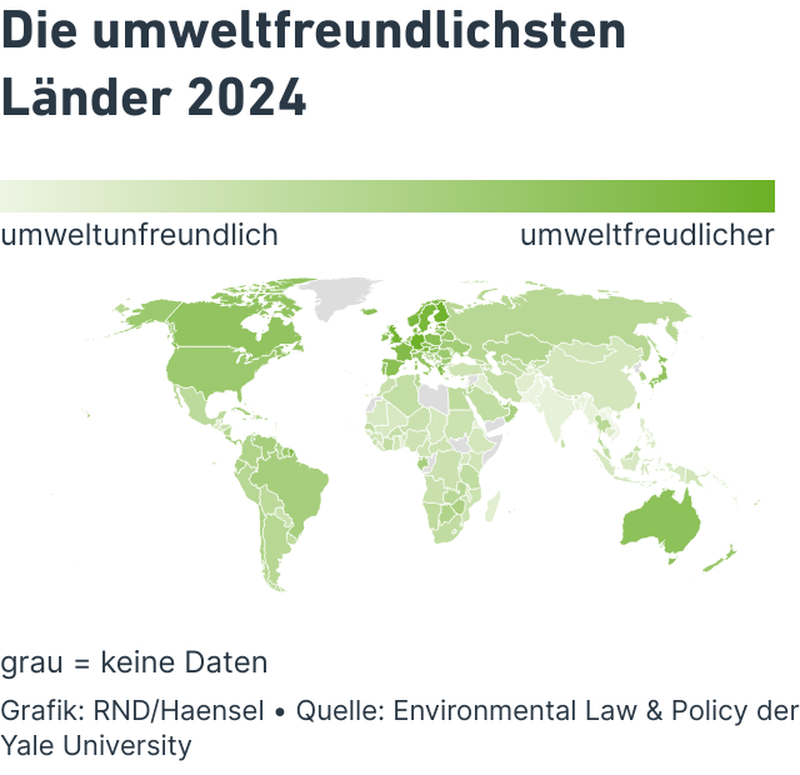 Die umweltfreundlichsten
Länder 2024
umweltunfreundlich
umweltfreudlicher
grau = keine Daten
Grafik: RND/Haensel • Quelle: Environmental Law & Policy der
Yale University